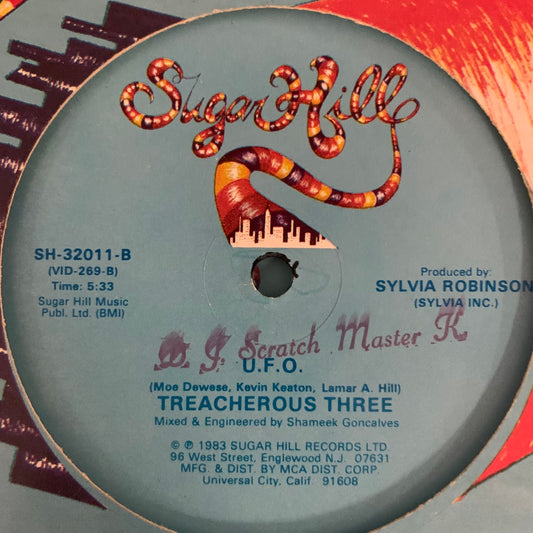 Sugar Hill
SH-32011-B
(VID-269-B)
Time: 5:33
Sugar Hill Music
Publ. Ltd. (BMI)
Produced by:
SYLVIA ROBINSON
(SYLVIA INC.)
D. J. Scratch Master K
U.F.O.
(Moe Dewese, Kevin Keaton, Lamar A. Hill)
TREACHEROUS THREE
Mixed & Engineered by Shameek Goncalves
© ℗ 1983 SUGAR HILL RECORDS LTD.
96 West Street, Englewood N.J. 07631
MFG. & DIST. BY MCA DIST. CORP.
Universal City, Calif. 91608